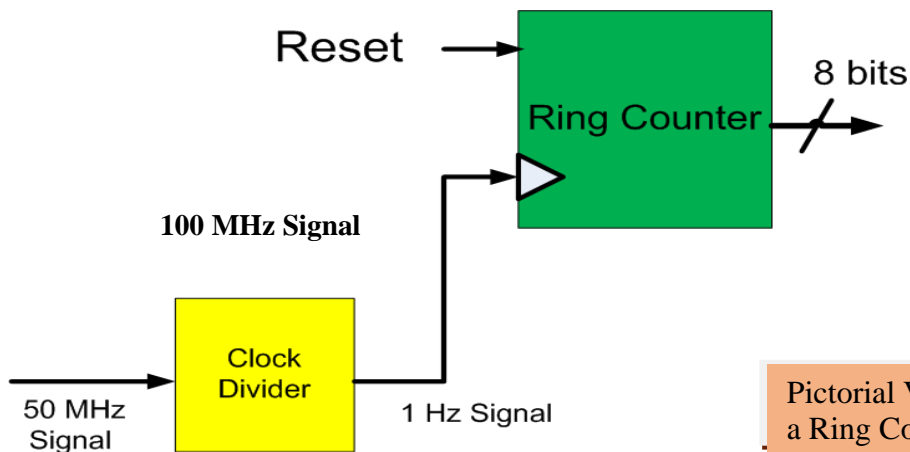 Reset
8 bits
Ring Counter
100 MHz Signal
Clock
Divider
50 MHz
Signal
1 Hz Signal
Pictorial
a Ring